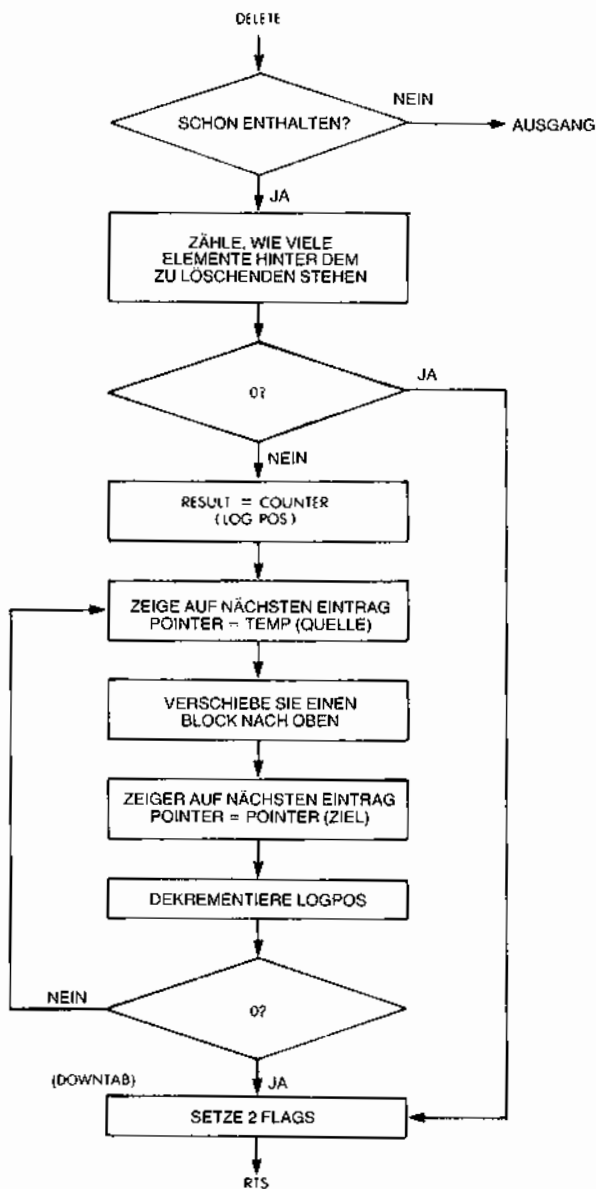 DELETE
SCHON ENTHALTEN?
NEIN
AUSGANG
JA
ZÄHLE, WIE VIELE
ELEMENTE HINTER DEM
ZU LÖSCHENDEN STEHEN
0?
JA
NEIN
RESULT = COUNTER
(LOG POS)
ZEIGE AUF NÄCHSTEN EINTRAG
POINTER = TEMP (QUELLE)
VERSCHIEBE SIE EINEN
BLOCK NACH OBEN
ZEIGER AUF NÄCHSTEN EINTRAG
POINTER = POINTER (ZIEL)
DEKREMENTIERE LOGPOS
NEIN
0?
(DOWNTAB)
JA
SETZE 2 FLAGS
RTS